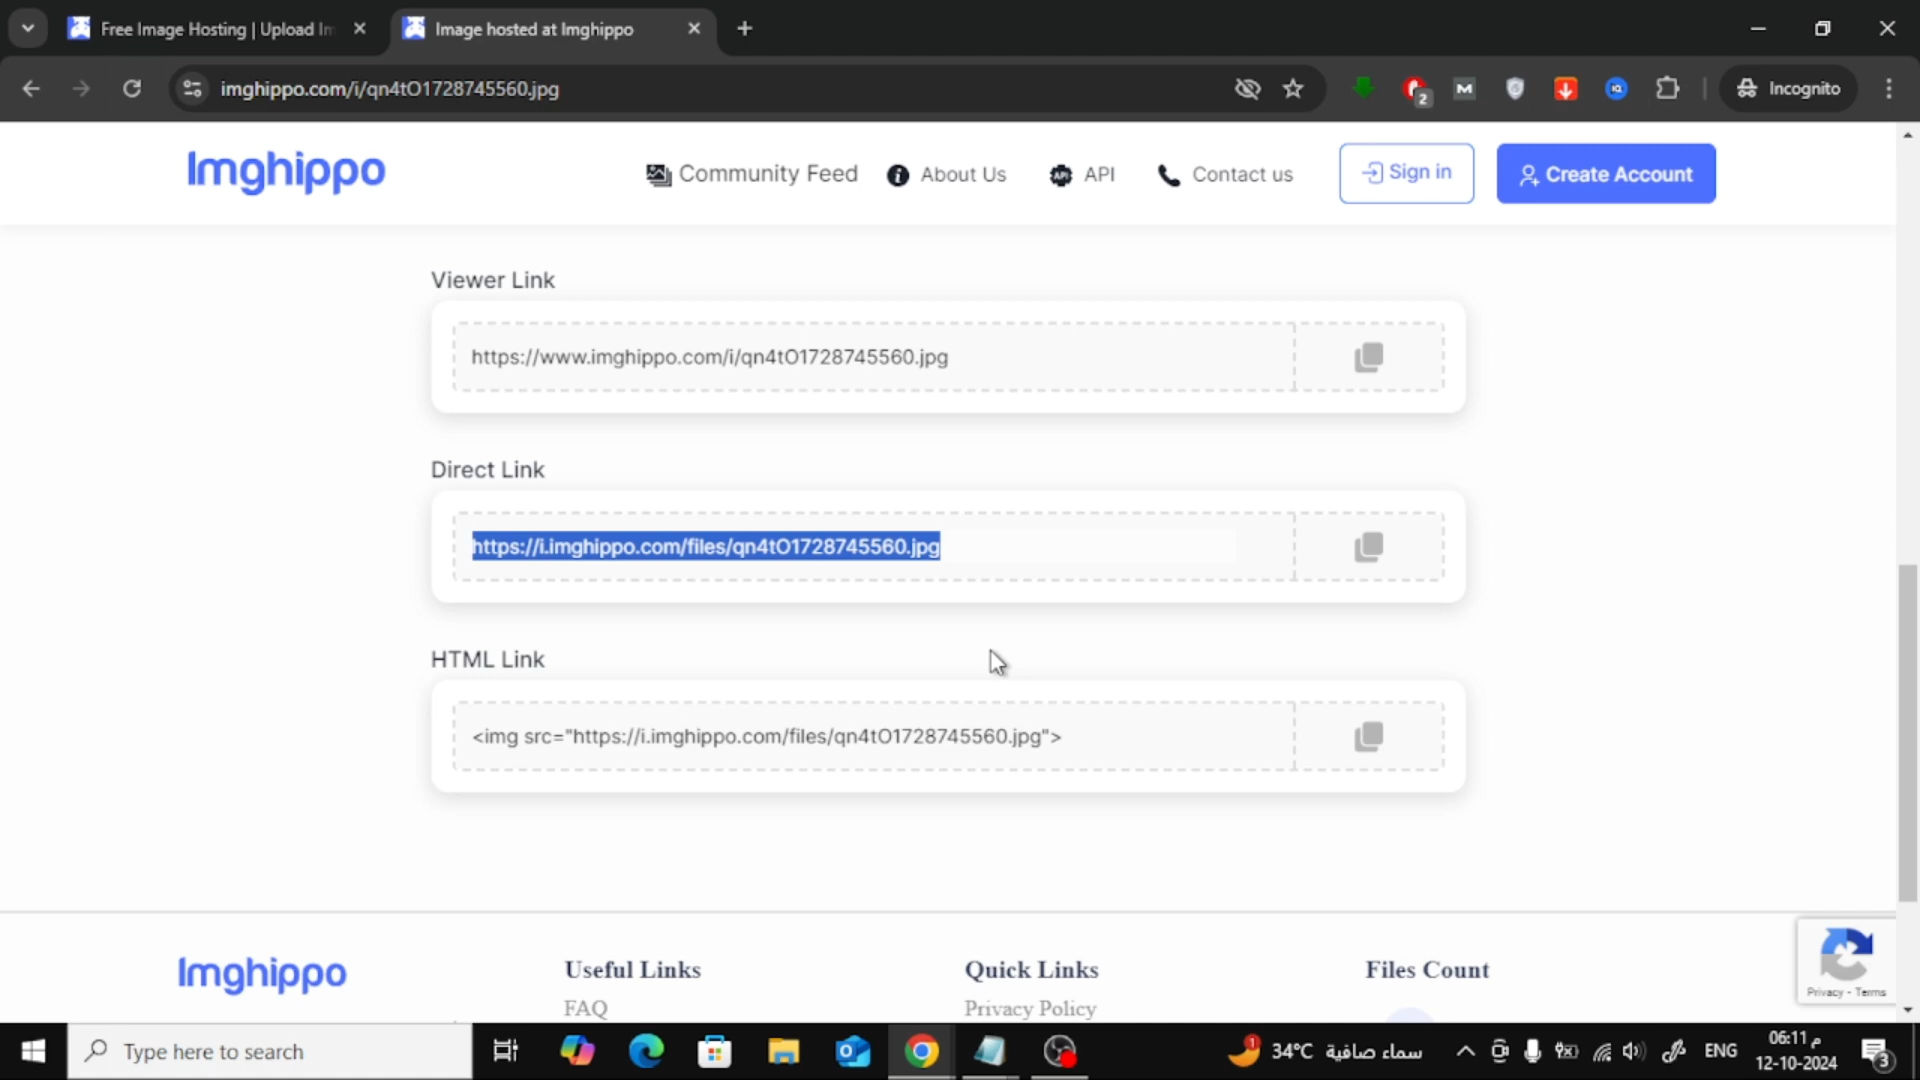 Free Image Hosting | Upload Im
Image hosted at Imghippo
imghippo.com/i/qn4tO1728745560.jpg
2
Incognito
Imghippo
Community Feed
About Us
API
Contact us
Sign in
Create Account
Viewer Link
https://www.imghippo.com/i/qn4tO1728745560.jpg
Direct Link
https://i.imghippo.com/files/qn4tO1728745560.jpg
HTML Link
<img src="https://i.imghippo.com/files/qn4tO1728745560.jpg">
Imghippo
Useful Links
Quick Links
Files Count
FAQ
Privacy Policy
Privacy - Terms
Type here to search
1
34°C سماء صافية
ENG
06:11 م
12-10-2024
3